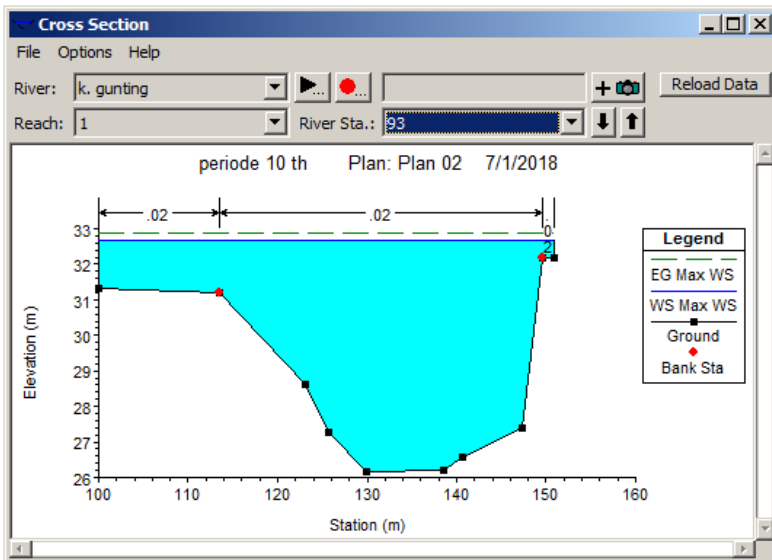 Cross Section
File Options Help
River: k. gunting Reload Data
Reach: 1 River Sta.: 93
periode 10 th Plan: Plan 02 7/1/2018
.02 .02 .02
33
32
31
30
29
28
27
26
Elevation (m)
100 110 120 130 140 150 160
Station (m)
Legend
EG Max WS
WS Max WS
Ground
Bank Sta